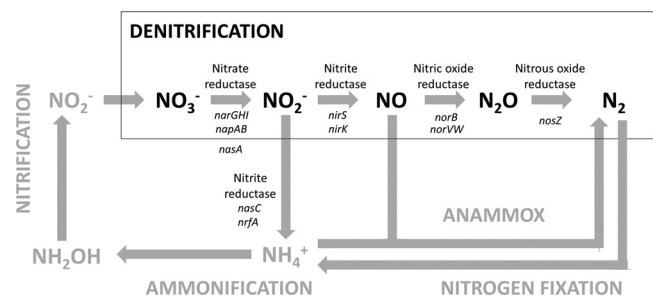 DENITRIFICATION
Nitrate reductase
Nitrite reductase
Nitric oxide reductase
Nitrous oxide reductase
NO₂⁻
NO₃⁻
NO₂⁻
NO
N₂O
N₂
narGHI
napAB
nirS
nirK
norB
norVW
nosZ
nasA
NITRIFICATION
Nitrite
reductase
nasC
nrfA
ANAMMOX
NH₂OH
NH₄⁺
AMMONIFICATION
NITROGEN FIXATION